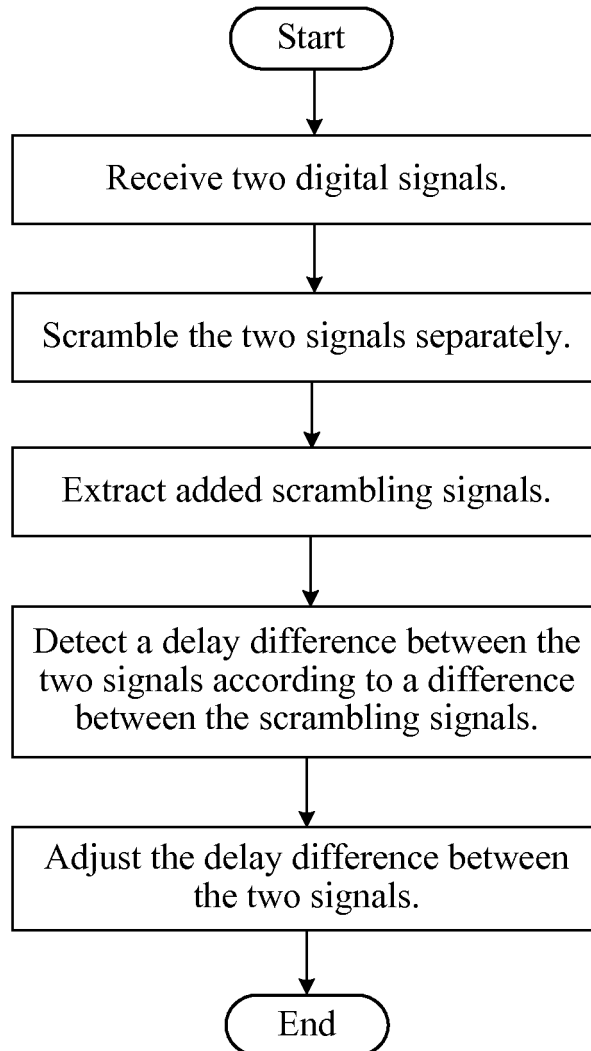 Start
Receive two digital signals.
Scramble the two signals separately.
Extract added scrambling signals.
Detect a delay difference between the
two signals according to a difference
between the scrambling signals.
Adjust the delay difference between
the two signals.
End